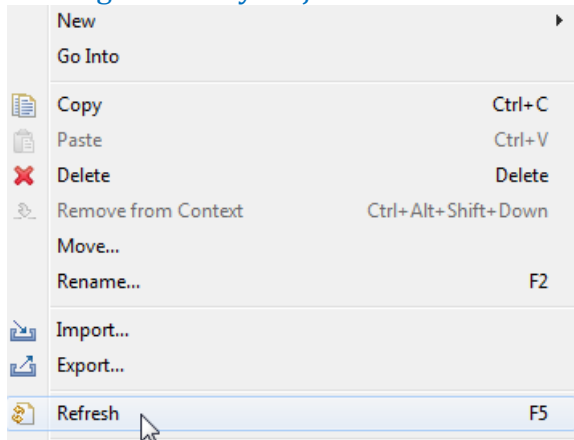 New
Go Into
Copy Ctrl+C
Paste Ctrl+V
Delete Delete
Remove from Context Ctrl+Alt+Shift+Down
Move...
Rename... F2
Import...
Export...
Refresh F5